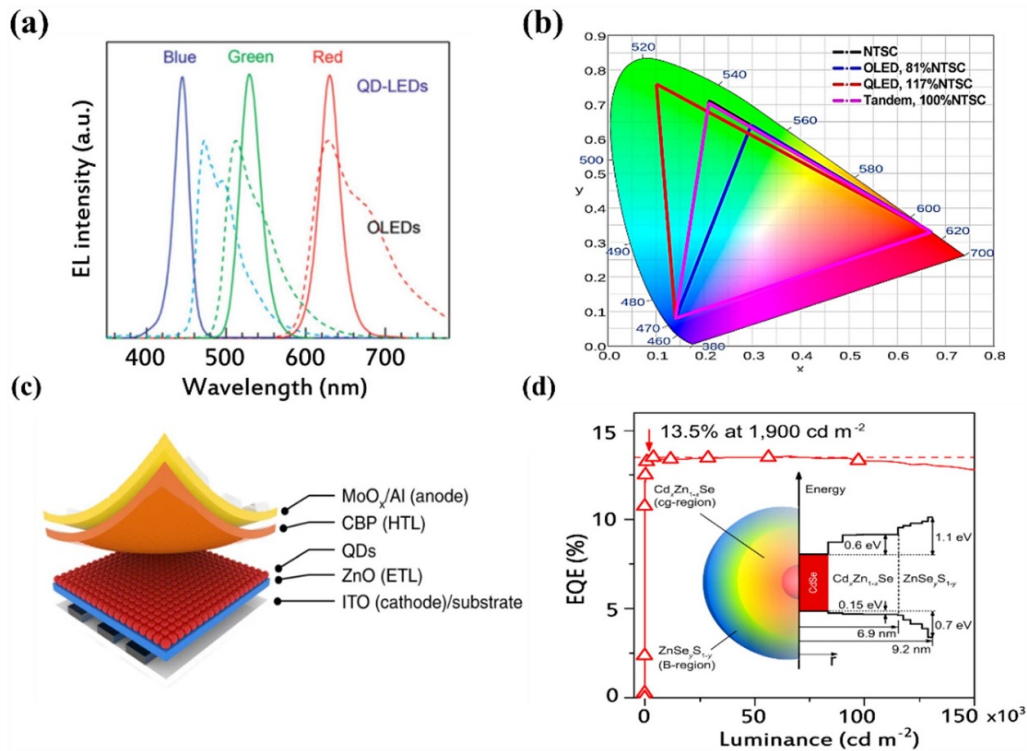 (a)
Blue
Green
Red
QD-LEDs
OLEDs
EL intensity (a.u.)
400
500
600
700
Wavelength (nm)
(b)
0.9
0.8
0.7
0.6
0.5
y
0.4
0.3
0.2
0.1
0.0
0.0
0.1
0.2
0.3
0.4
0.5
0.6
0.7
0.8
x
520
540
560
580
600
620
700
500
490
480
470
460
380
NTSC
OLED, 81%NTSC
QLED, 117%NTSC
Tandem, 100%NTSC
(c)
MoOₓ/Al (anode)
CBP (HTL)
QDs
ZnO (ETL)
ITO (cathode)/substrate
(d)
13.5% at 1,900 cd m⁻²
15
10
5
0
EQE (%)
CdₓZn₁₋ₓSe
(cg-region)
Energy
0.6 eV
1.1 eV
CdSe
CdₓZn₁₋ₓSe
ZnSeᵧS₁₋ᵧ
0.15 eV
0.7 eV
6.9 nm
9.2 nm
ZnSeᵧS₁₋ᵧ
(B-region)
r
0
50
100
150
×10³
Luminance (cd m⁻²)